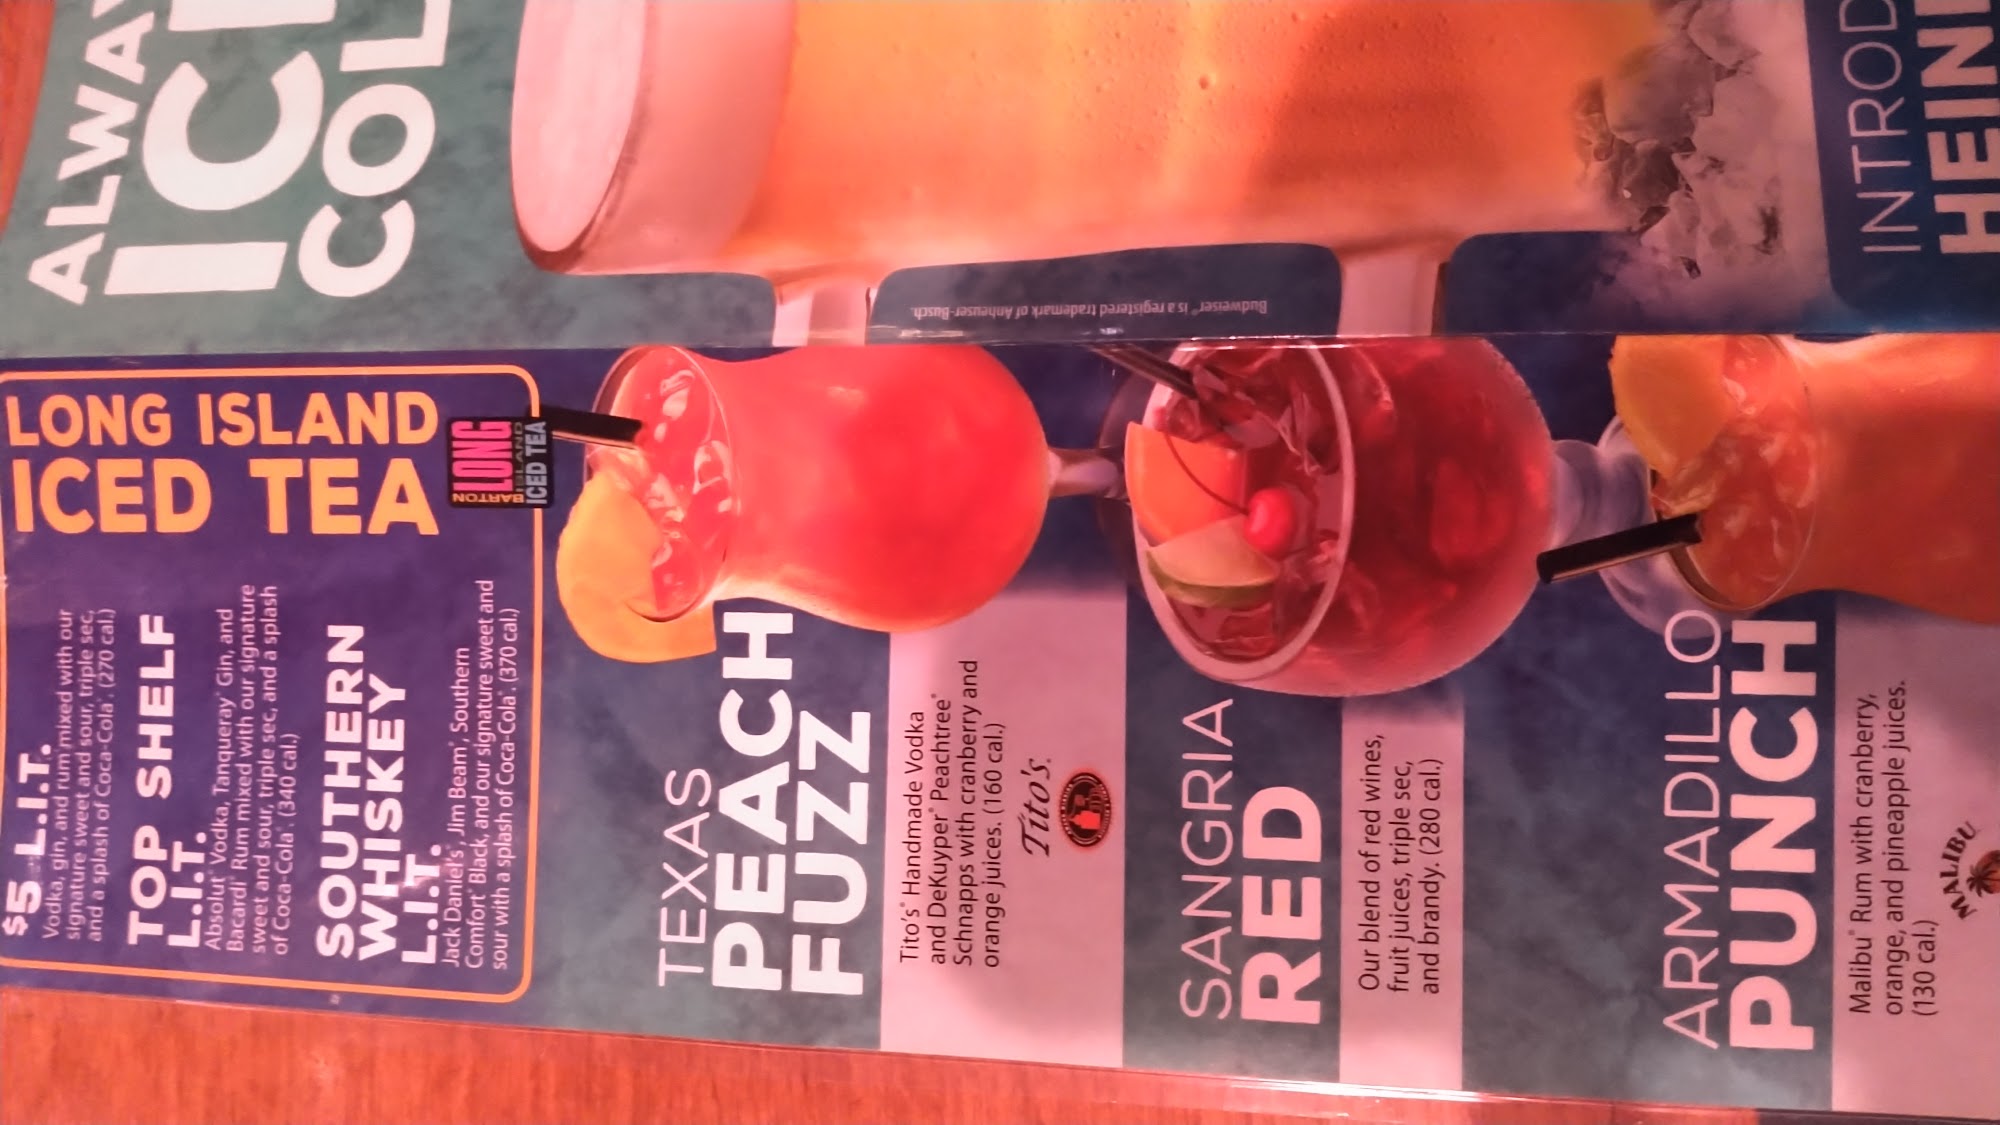 LONG ISLAND
ICED TEA
BARTON
LONG
ISLAND
ICED TEA
$5 L.I.T.
Vodka, gin, and rum mixed with our
signature sweet and sour, triple sec,
and a splash of Coca-Cola®. (270 cal.)
TOP SHELF
L.I.T.
Absolut® Vodka, Tanqueray® Gin, and
Bacardi® Rum mixed with our signature
sweet and sour, triple sec, and a splash
of Coca-Cola®. (340 cal.)
SOUTHERN
WHISKEY
L.I.T.
Jack Daniel's®, Jim Beam®, Southern
Comfort® Black, and our signature sweet and
sour with a splash of Coca-Cola®. (370 cal.)
TEXAS
PEACH
FUZZ
Tito's® Handmade Vodka
and DeKuyper® Peachtree®
Schnapps with cranberry and
orange juices. (160 cal.)
Tito's®
SANGRIA
RED
Our blend of red wines,
fruit juices, triple sec,
and brandy. (280 cal.)
ARMADILLO
PUNCH
Malibu® Rum with cranberry,
orange, and pineapple juices.
(130 cal.)
MALIBU
ALWAY
IC
COL
Budweiser® is a registered trademark of Anheuser-Busch.
INTROD
HEIN